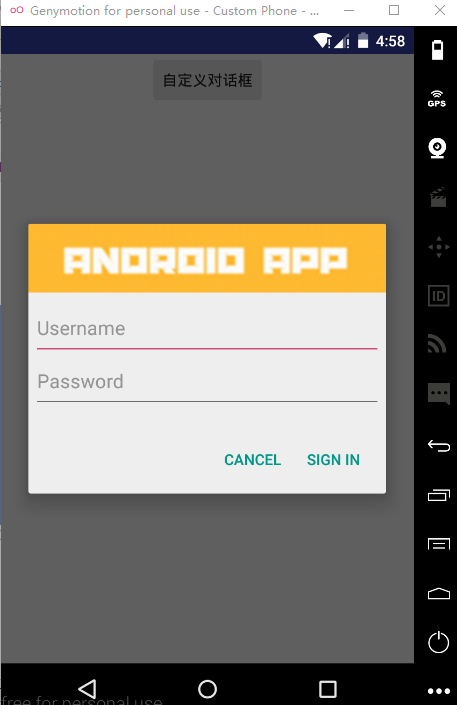 Genymotion for personal use - Custom Phone - ...
4:58
自定义对话框
GPS
ANDROID APP
Username
ID
Password
CANCEL SIGN IN
free for personal use